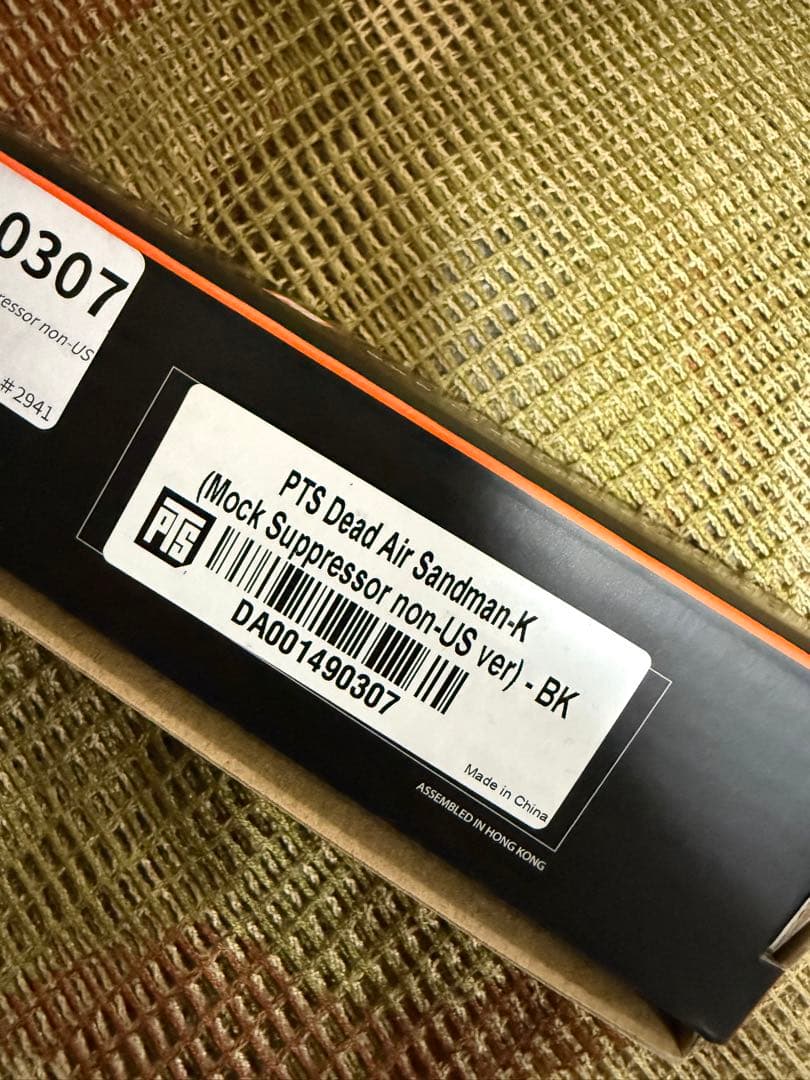 0307
ressor non-US
#2941
PTS Dead Air Sandman-K
(Mock Suppressor non-US ver) - BK
PTS
DA001490307
Made in China
ASSEMBLED IN HONG KONG